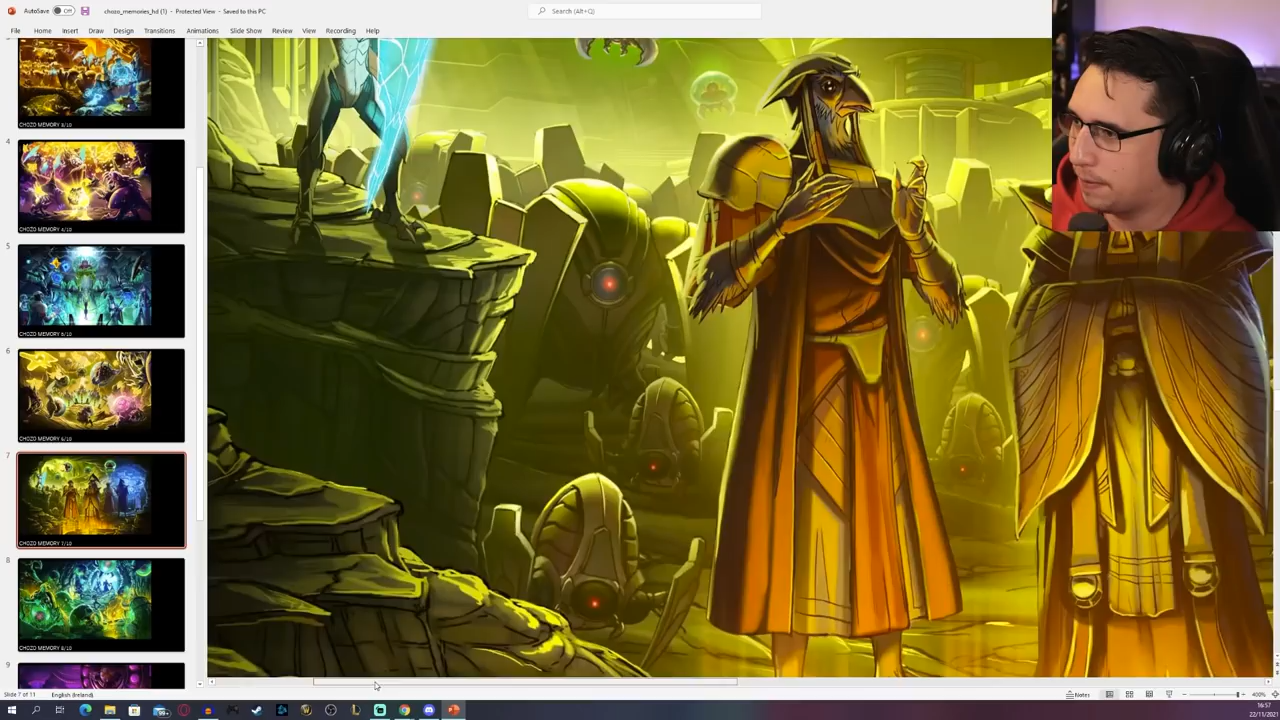 AutoSave Off chozo_memories_hd (1) - Protected View - Saved to this PC
Search (Alt+Q)
File Home Insert Draw Design Transitions Animations Slide Show Review View Recording Help
CHOZO MEMORY 3/10
4
CHOZO MEMORY 4/10
5
CHOZO MEMORY 5/10
6
CHOZO MEMORY 6/10
7
CHOZO MEMORY 7/10
8
CHOZO MEMORY 8/10
9
Slide 7 of 11 English (Ireland) Notes 400%
99+
16:57
22/11/2021